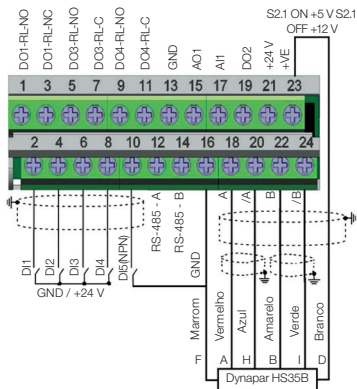 S2.1 ON +5 V S2.1
OFF +12 V
DO1-RL-NO
DO1-RL-NC
DO3-RL-NO
DO3-RL-C
DO4-RL-NO
DO4-RL-C
GND
AO1
AI1
DO2
+24 V
+VE
1 3 5 7 9 11 13 15 17 19 21 23
2 4 6 8 10 12 14 16 18 20 22 24
DI1
DI2
DI3
DI4
DI5(NPN)
RS-485 - A
RS-485 - B
GND
A
/A
B
/B
GND / +24 V
Marrom
Vermelho
Azul
Amarelo
Verde
Branco
F A H B I D
Dynapar HS35B